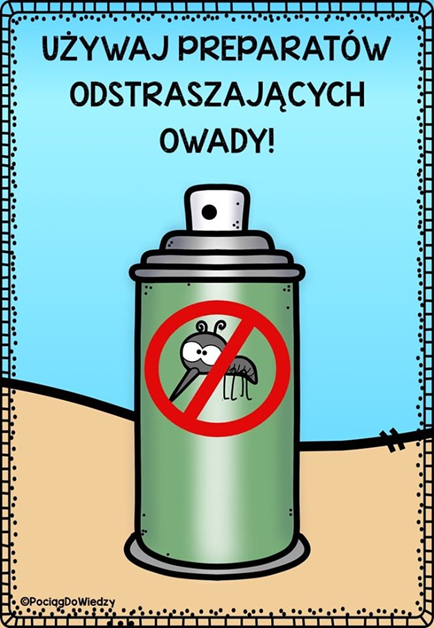 UŻYWAJ PREPARATÓW
ODSTRASZAJĄCYCH
OWADY!
©PociągDoWiedzy